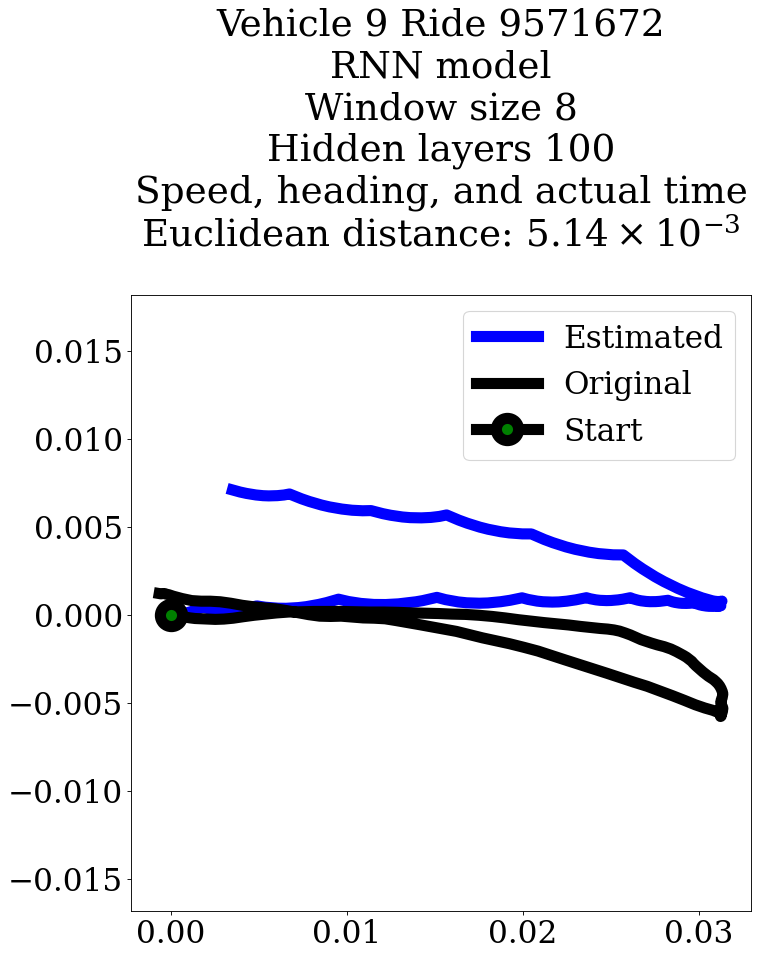 Vehicle 9 Ride 9571672
RNN model
Window size 8
Hidden layers 100
Speed, heading, and actual time
Euclidean distance: 5.14 × 10⁻³
Estimated
Original
Start
0.015
0.010
0.005
0.000
−0.005
−0.010
−0.015
0.00 0.01 0.02 0.03